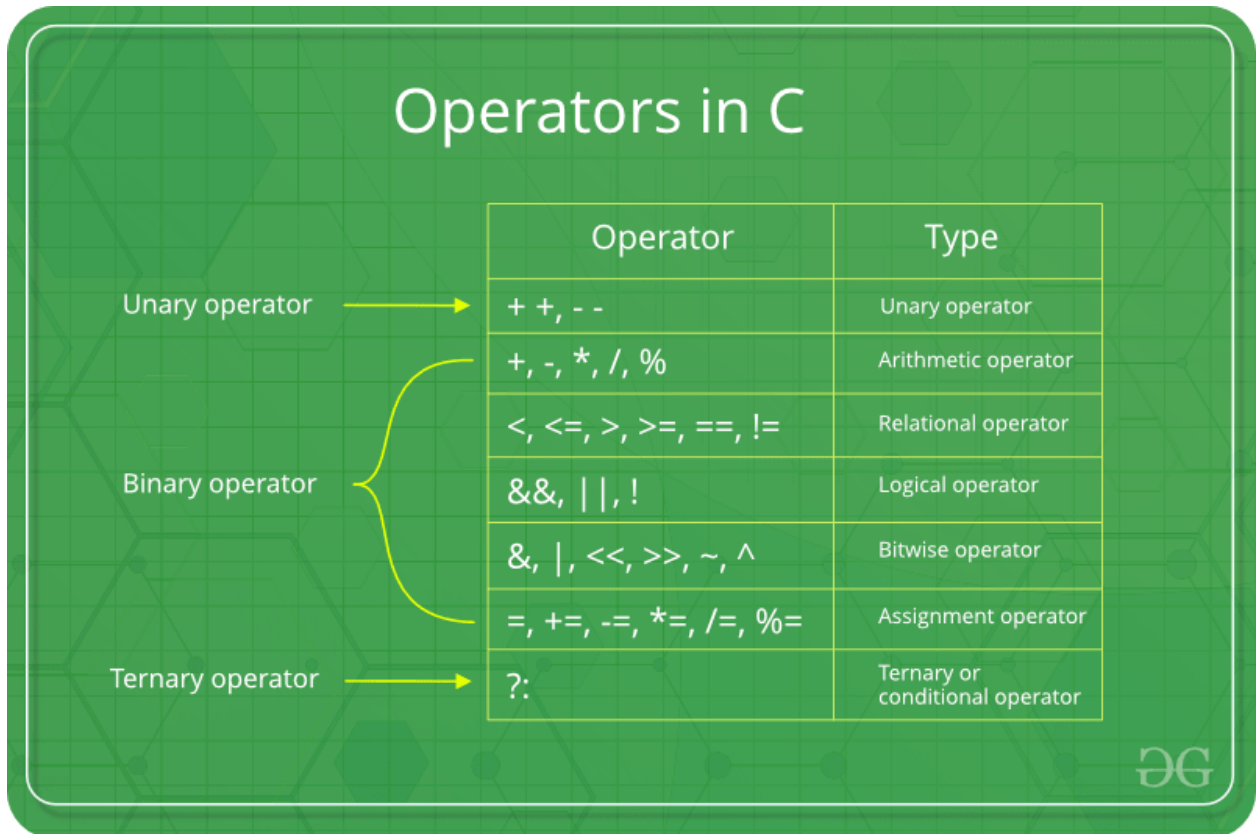 Operators in C
Operator Type
Unary operator + +, - - Unary operator
+, -, *, /, % Arithmetic operator
<, <=, >, >=, ==, != Relational operator
Binary operator &&, ||, ! Logical operator
&, |, <<, >>, ~, ^ Bitwise operator
=, +=, -=, *=, /=, %= Assignment operator
Ternary operator ?: Ternary or
conditional operator
GG